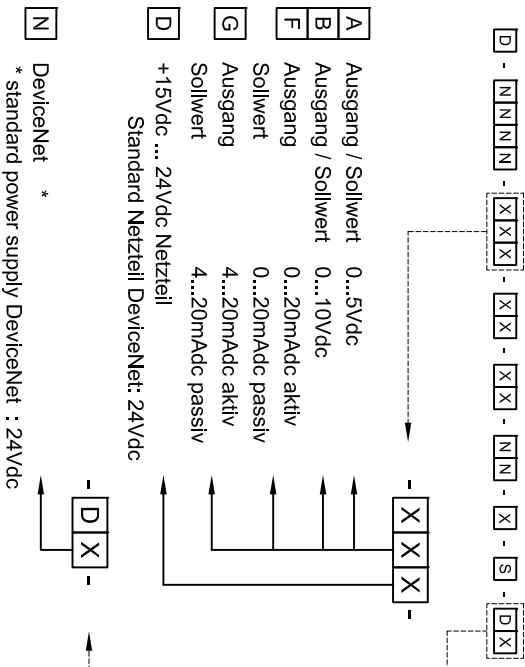 D - NNNN - XXX - XX - XX - NN - X - S - DX
- XXX -
A Ausgang / Sollwert 0...5Vdc
B Ausgang / Sollwert 0...10Vdc
F Ausgang 0...20mAdc aktiv
Sollwert 0...20mAdc passiv
G Ausgang 4...20mAdc aktiv
Sollwert 4...20mAdc passiv
D +15Vdc ... 24Vdc Netzteil
Standard Netzteil DeviceNet: 24Vdc
- DX -
N DeviceNet *
* standard power supply DeviceNet : 24Vdc